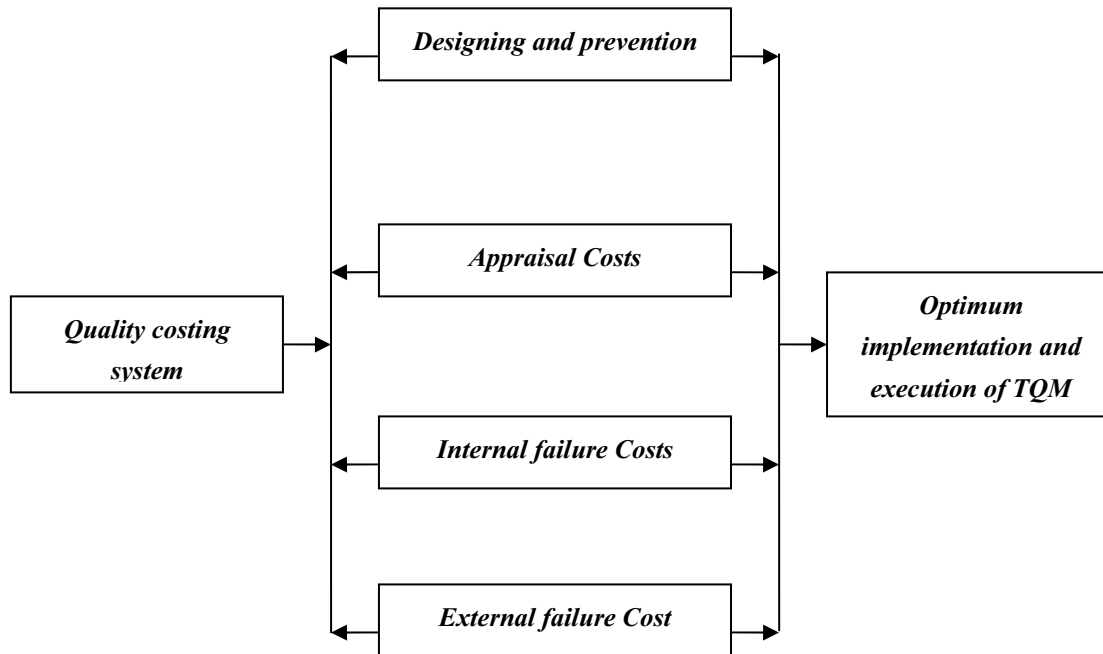 Designing and prevention
Appraisal Costs
Quality costing
system
Optimum
implementation and
execution of TQM
Internal failure Costs
External failure Cost